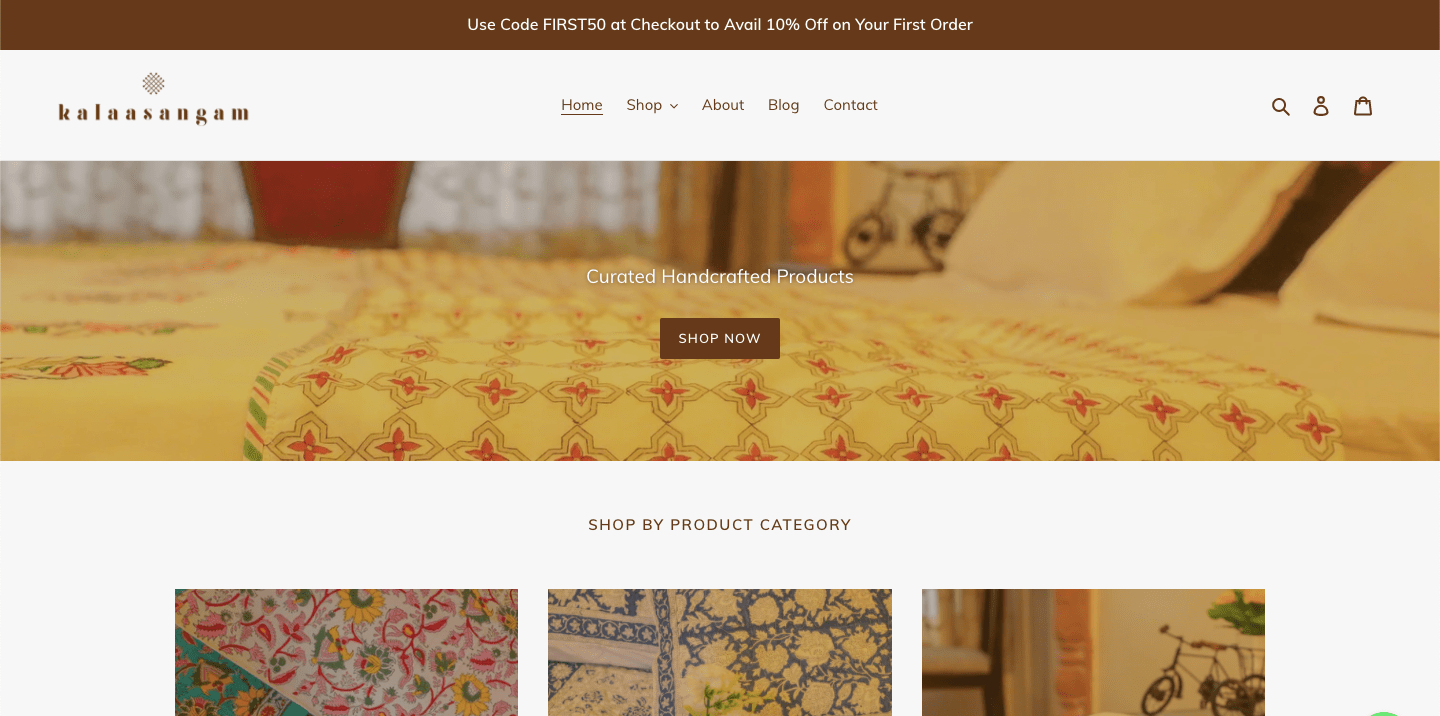 Use Code FIRST50 at Checkout to Avail 10% Off on Your First Order
kalaasangam
Home Shop About Blog Contact
Curated Handcrafted Products
SHOP NOW
SHOP BY PRODUCT CATEGORY